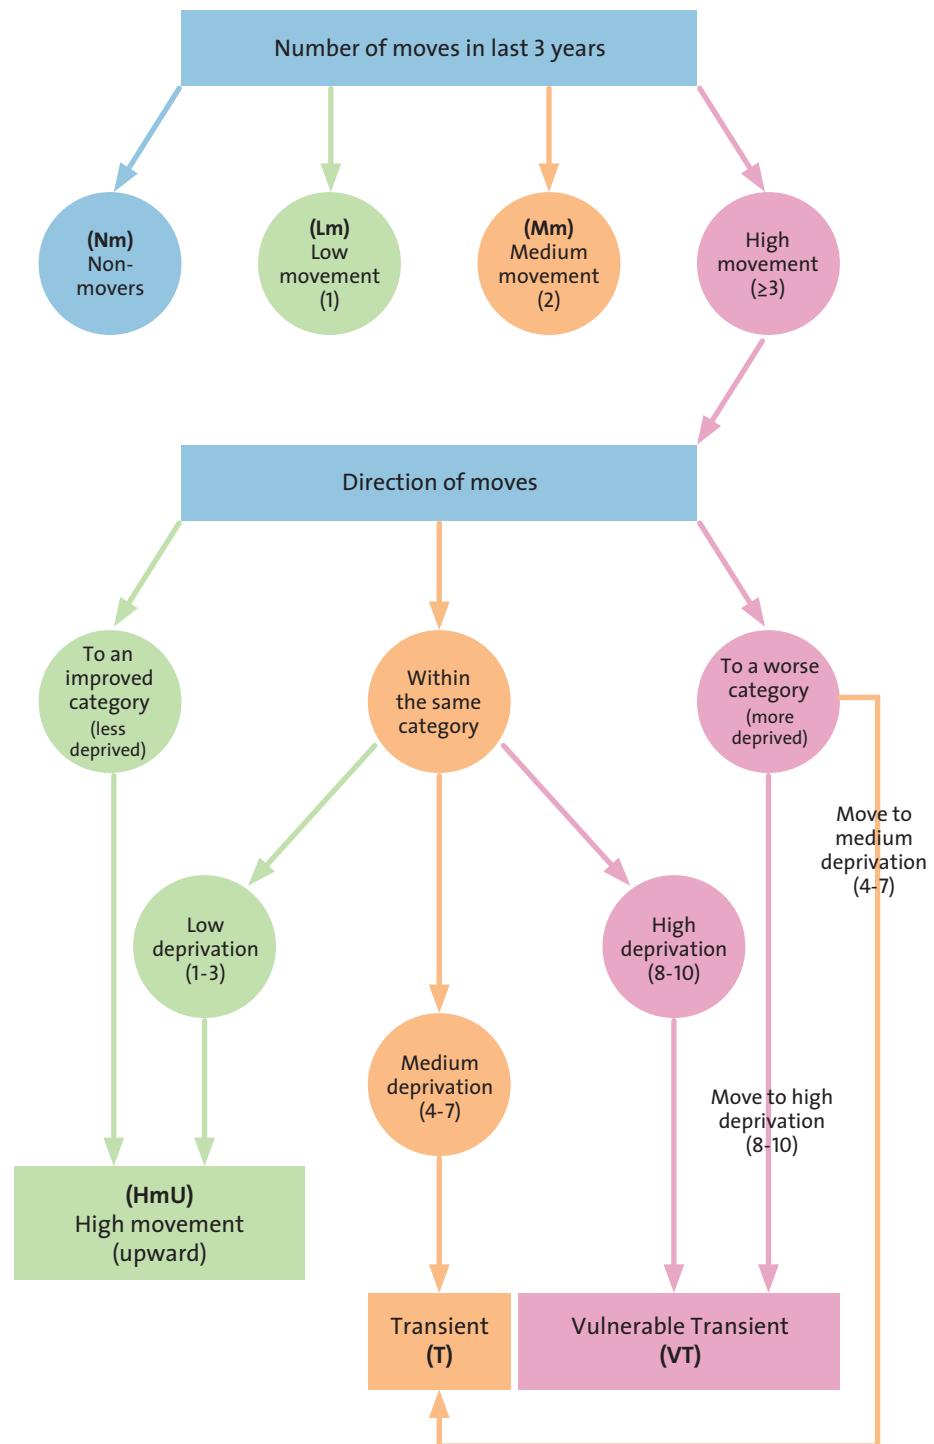 Number of moves in last 3 years
(Nm)
Non-
movers
(Lm)
Low
movement
(1)
(Mm)
Medium
movement
(2)
High
movement
(≥3)
Direction of moves
To an
improved
category
(less
deprived)
Within
the same
category
To a worse
category
(more
deprived)
Move to
medium
deprivation
(4-7)
Low
deprivation
(1-3)
High
deprivation
(8-10)
Medium
deprivation
(4-7)
Move to high
deprivation
(8-10)
(HmU)
High movement
(upward)
Transient
(T)
Vulnerable Transient
(VT)